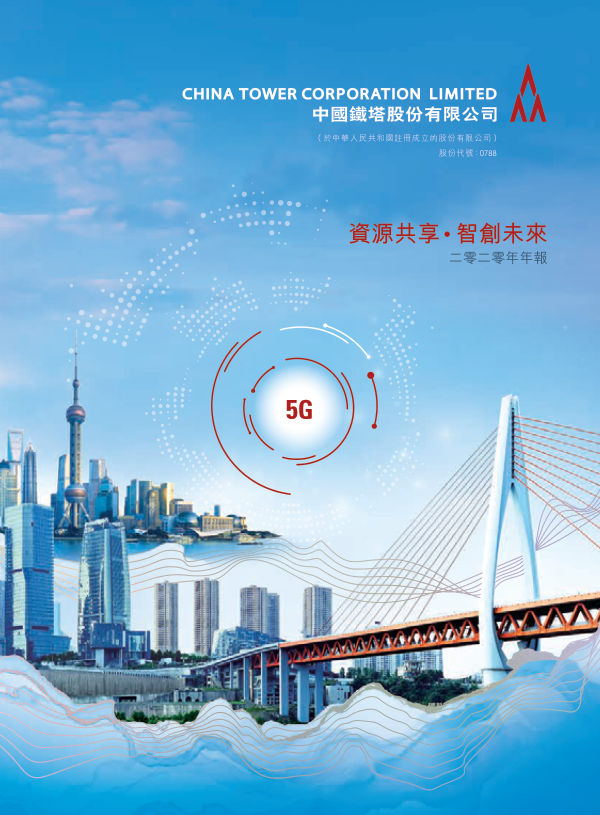 CHINA TOWER CORPORATION LIMITED
中國鐵塔股份有限公司
（於中華人民共和國註冊成立的股份有限公司）
股份代號：0788
資源共享•智創未來
二零二零年年報
5G